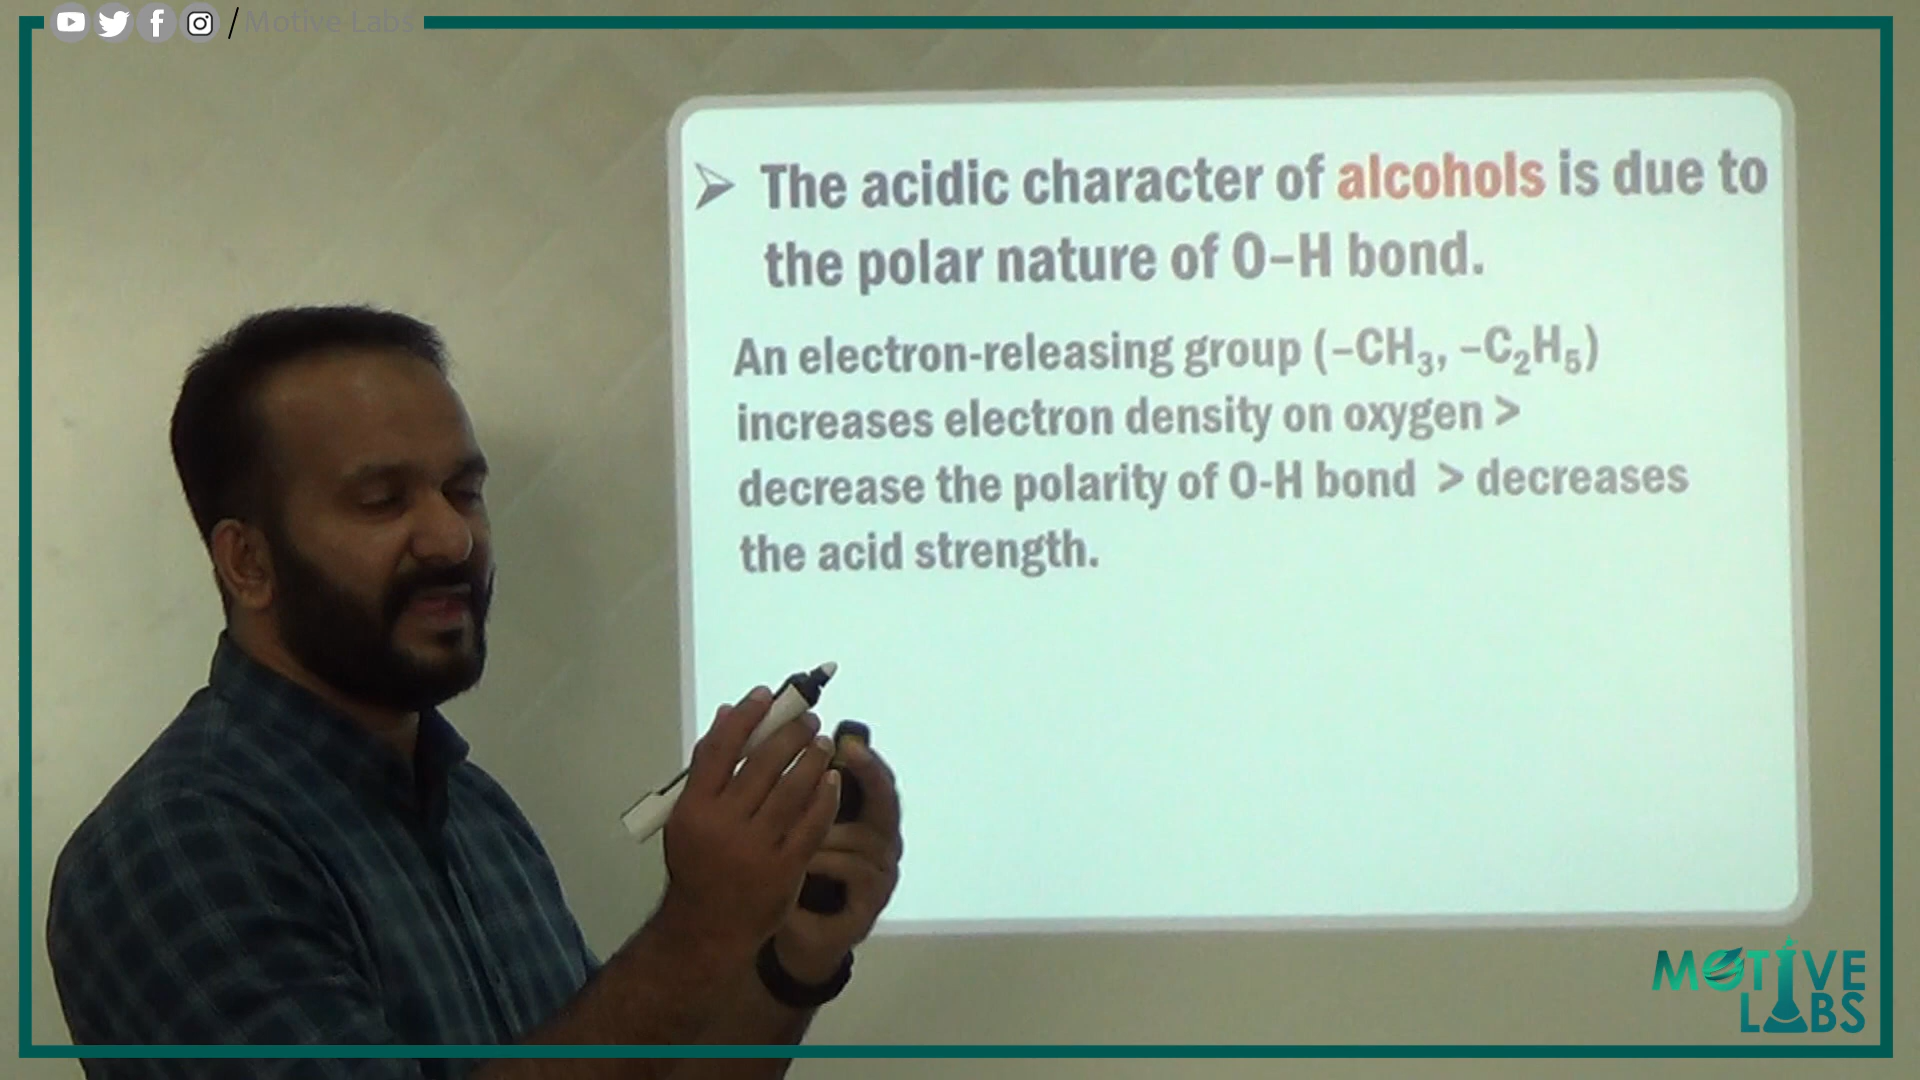 / Motive Labs
The acidic character of alcohols is due to
the polar nature of O–H bond.
An electron-releasing group (–CH₃, –C₂H₅)
increases electron density on oxygen >
decrease the polarity of O-H bond > decreases
the acid strength.
MOTIVE
LABS